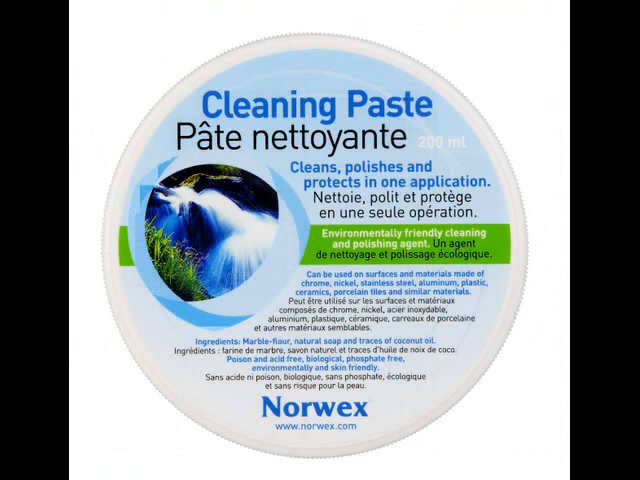 Cleaning Paste
Pâte nettoyante 200 ml
Cleans, polishes and
protects in one application.
Nettoie, polit et protège
en une seule opération.
Environmentally friendly cleaning
and polishing agent. Un agent
de nettoyage et polissage écologique.
Can be used on surfaces and materials made of
chrome, nickel, stainless steel, aluminum, plastic,
ceramics, porcelain tiles and similar materials.
Peut être utilisé sur les surfaces et matériaux
composés de chrome, nickel, acier inoxydable,
aluminium, plastique, céramique, carreaux de porcelaine
et autres matériaux semblables.
Ingredients: Marble-flour, natural soap and traces of coconut oil.
Ingrédients : farine de marbre, savon naturel et traces d'huile de noix de coco.
Poison and acid free, biological, phosphate free,
environmentally and skin friendly.
Sans acide ni poison, biologique, sans phosphate, écologique
et sans risque pour la peau.
Norwex
www.norwex.com